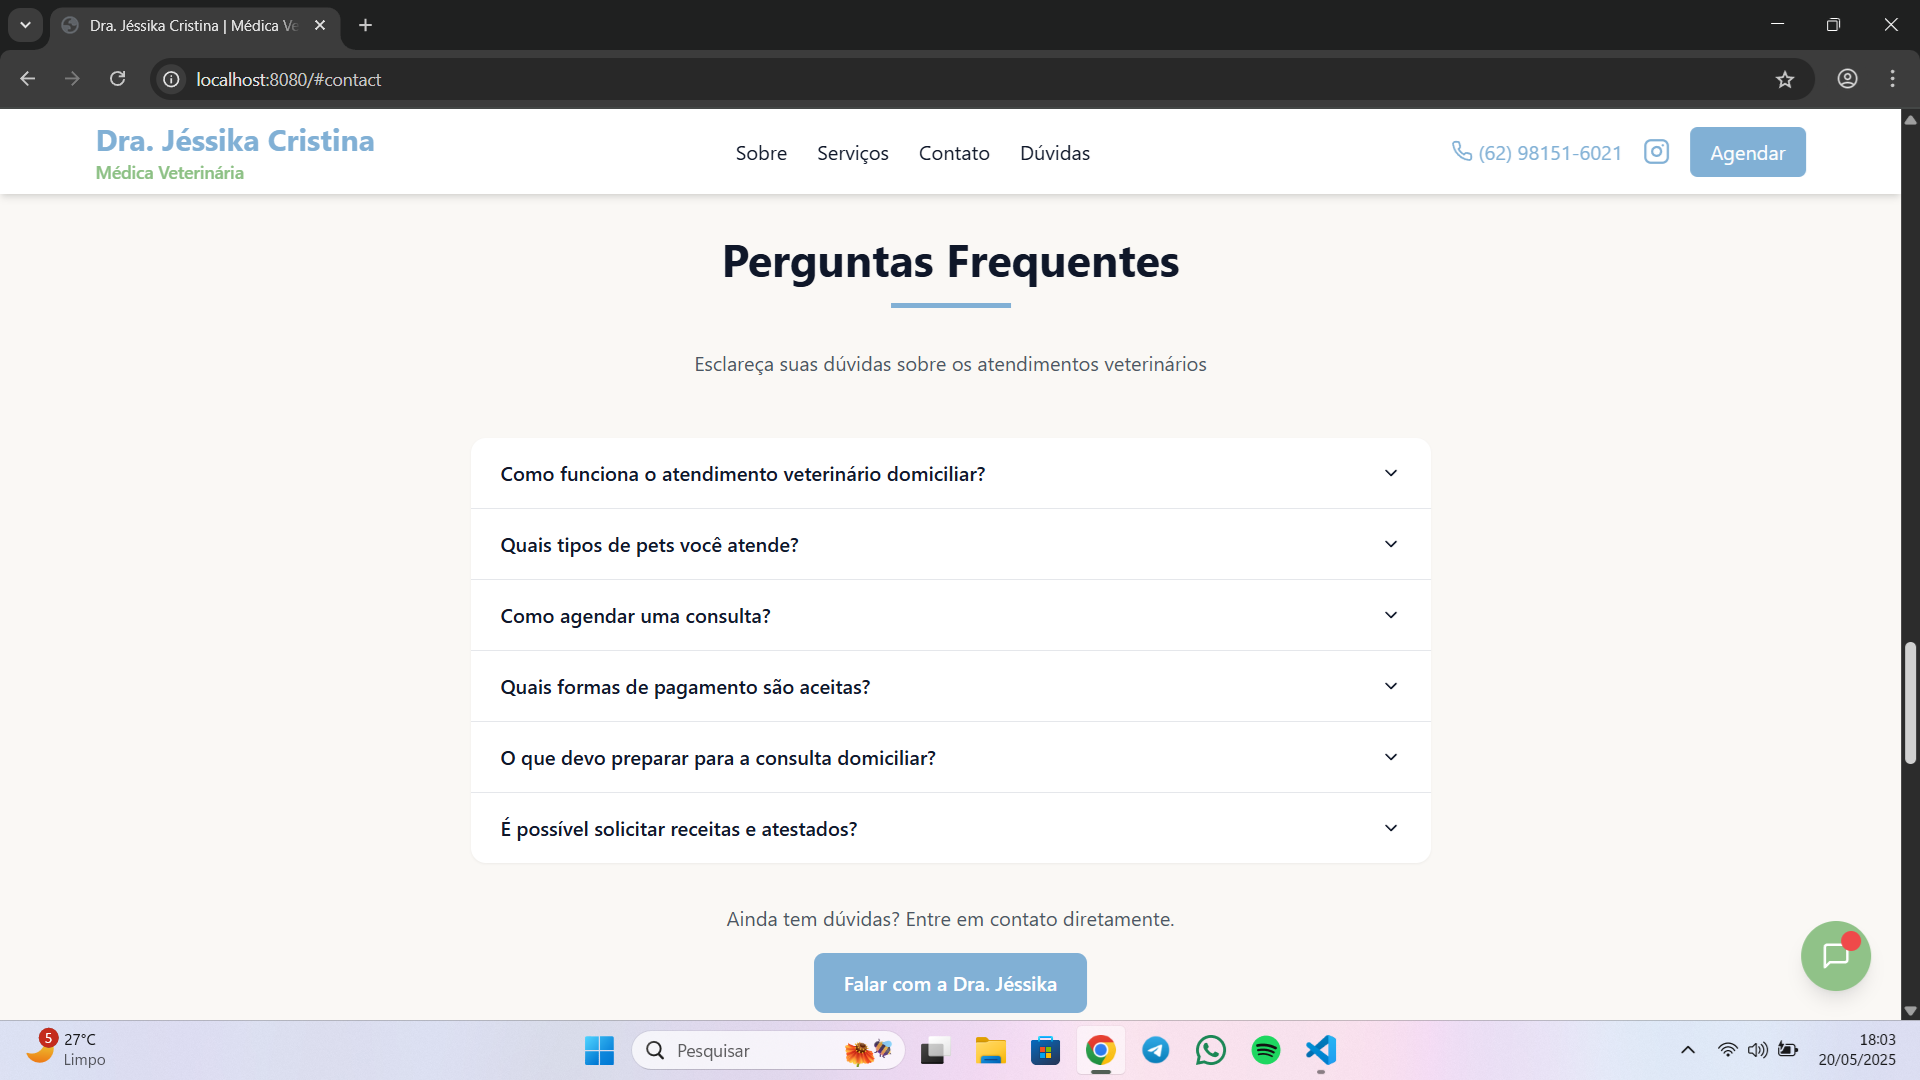 Dra. Jéssika Cristina | Médica Ve
localhost:8080/#contact
Dra. Jéssika Cristina
Médica Veterinária
Sobre
Serviços
Contato
Dúvidas
(62) 98151-6021
Agendar
Perguntas Frequentes
Esclareça suas dúvidas sobre os atendimentos veterinários
Como funciona o atendimento veterinário domiciliar?
Quais tipos de pets você atende?
Como agendar uma consulta?
Quais formas de pagamento são aceitas?
O que devo preparar para a consulta domiciliar?
É possível solicitar receitas e atestados?
Ainda tem dúvidas? Entre em contato diretamente.
Falar com a Dra. Jéssika
5
27°C
Limpo
Pesquisar
18:03
20/05/2025